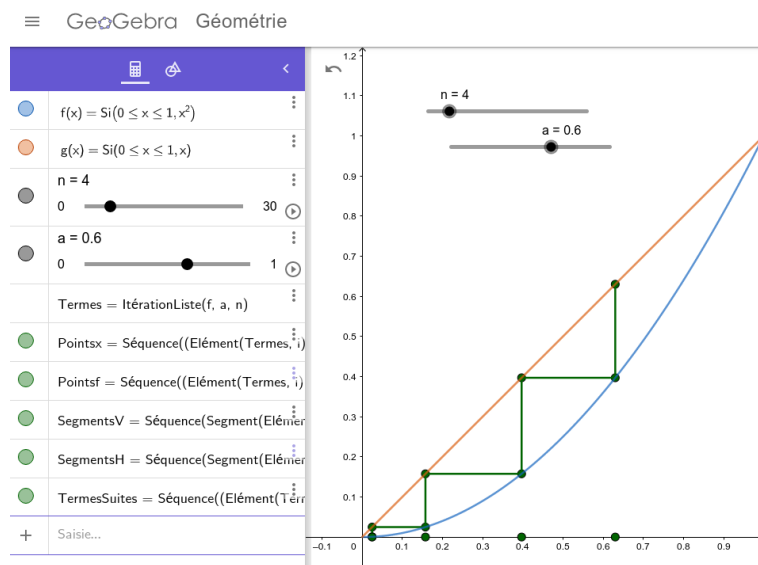 GeoGebra Géométrie
f(x) = Si(0 ≤ x ≤ 1, x²)
g(x) = Si(0 ≤ x ≤ 1, x)
n = 4
0 30
a = 0.6
0 1
Termes = ItérationListe(f, a, n)
Pointsx = Séquence((Elément(Termes, i)
Pointsf = Séquence((Elément(Termes, i)
SegmentsV = Séquence(Segment(Elémen
SegmentsH = Séquence(Segment(Elémen
TermesSuites = Séquence((Elément(Term
+ Saisie...
n = 4
a = 0.6
1.2
1.1
1
0.9
0.8
0.7
0.6
0.5
0.4
0.3
0.2
0.1
−0.1 0 0.1 0.2 0.3 0.4 0.5 0.6 0.7 0.8 0.9